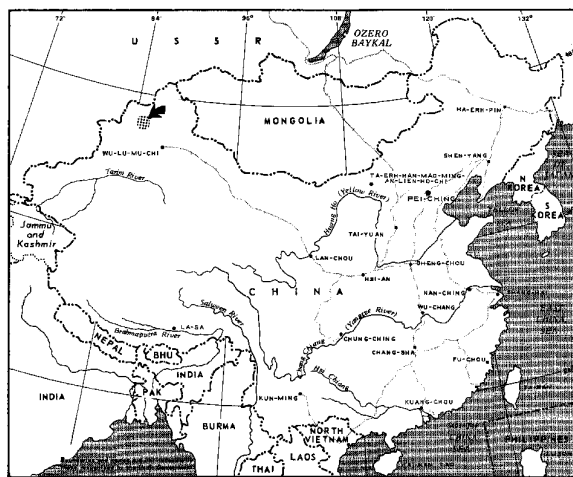 72°
84°
96°
108°
120°
132°
U S S R
OZERO
BAYKAL
MONGOLIA
HA-ERH-PIN
WU-LU-MU-CHI
SHEN-YANG
TA-ERH-HAN-MAO-MING-
AN-LIEN-HO-CHI
PEI-CHING
N
KOREA
S
KOREA
Tarim River
Jammu
and
Kashmir
Huang Ho (Yellow River)
TAI-YUAN
LAN-CHOU
HSI-AN
CHENG-CHOU
CHINA
NAN-CHING
WU-CHANG
Salween River
(Yangtze River)
LA-SA
Brahmaputra River
NEPAL
BHU
CHUNG-CHING
CHANG-SHA
FU-CHOU
INDIA
INDIA
PAK
KUN-MING
KUANG-CHOU
BURMA
NORTH
VIETNAM
LAOS
THAI
PHILIPPINES